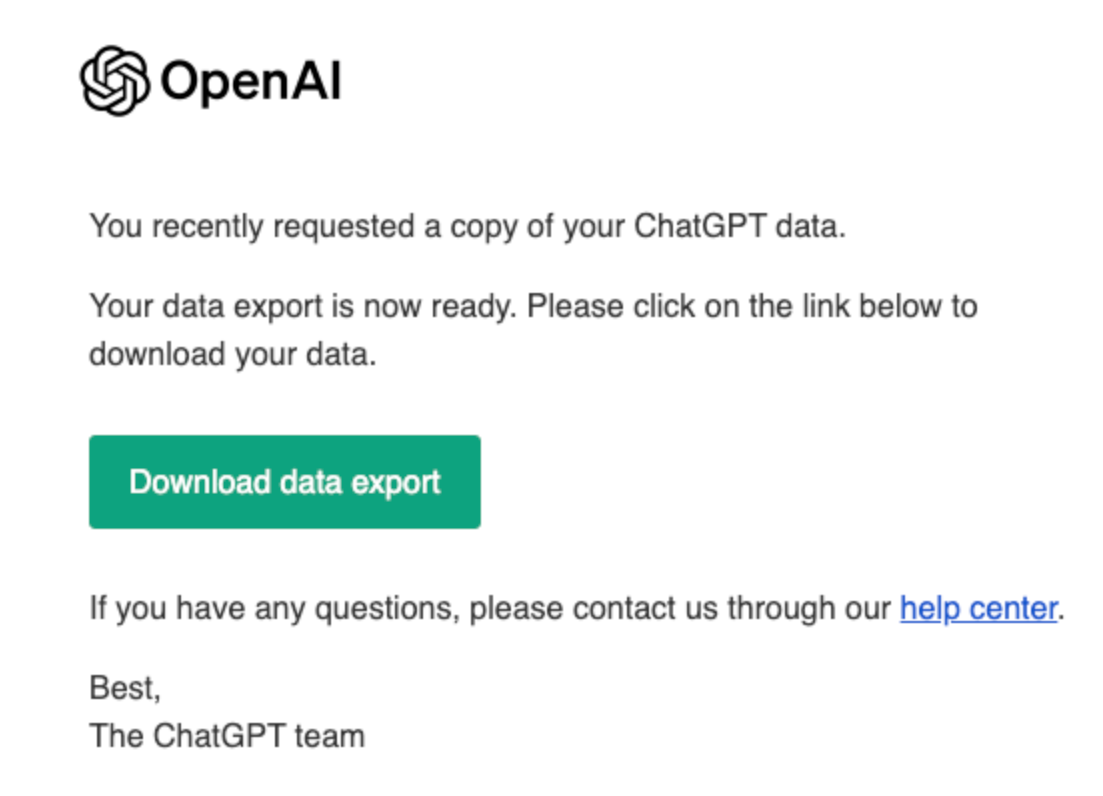 OpenAI
You recently requested a copy of your ChatGPT data.
Your data export is now ready. Please click on the link below to
download your data.
Download data export
If you have any questions, please contact us through our help center.
Best,
The ChatGPT team